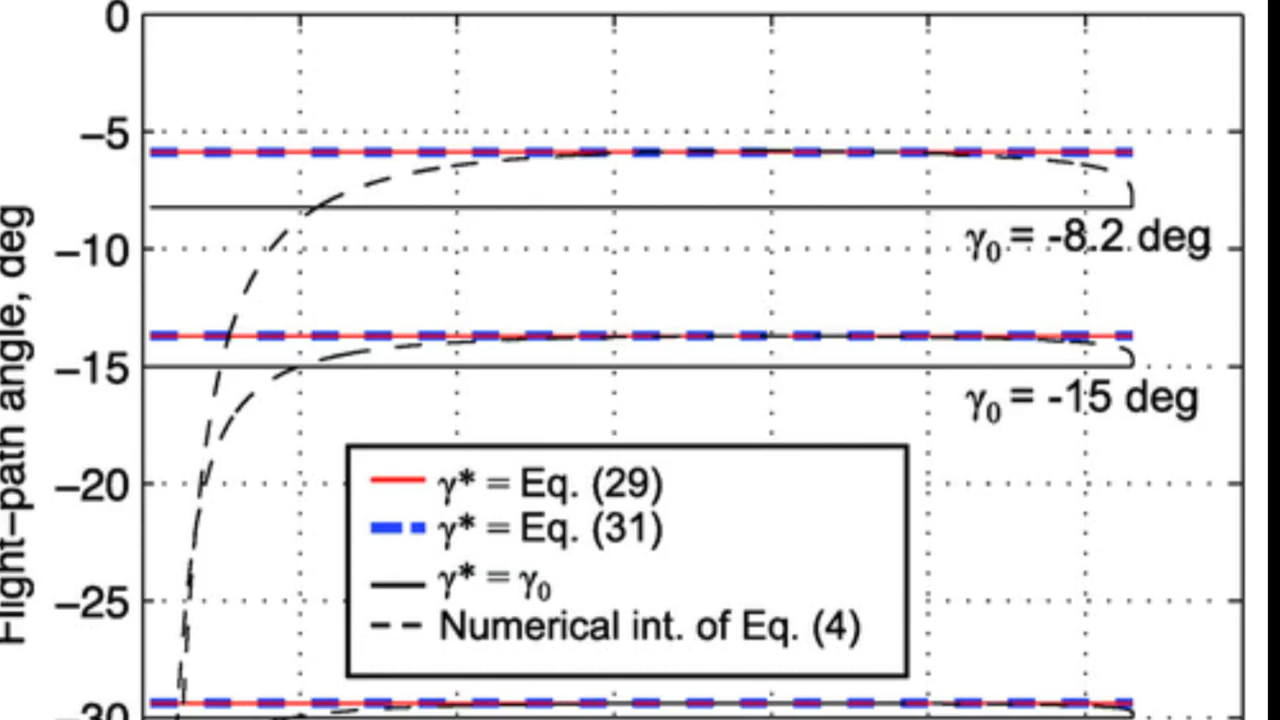 0
−5
−10
−15
−20
−25
−30
Flight−path angle, deg
γ₀ = -8.2 deg
γ₀ = -15 deg
γ* = Eq. (29)
γ* = Eq. (31)
γ* = γ₀
Numerical int. of Eq. (4)